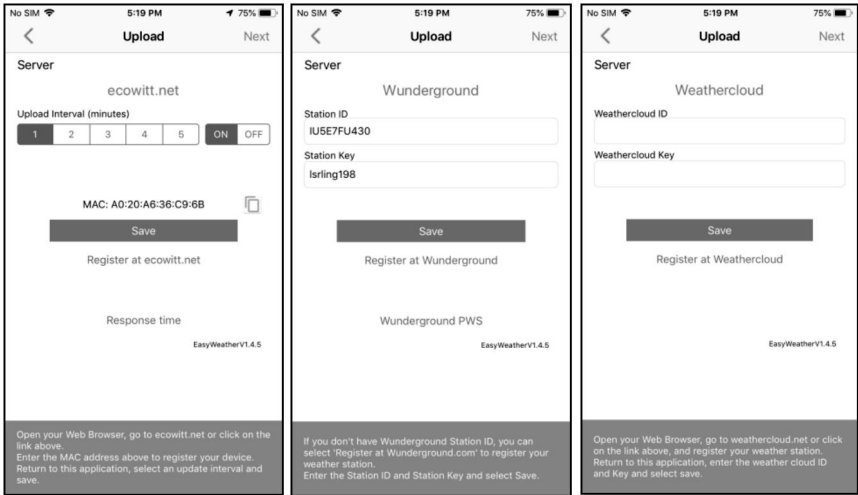 No SIM 5:19 PM 75%
Upload Next
Server
ecowitt.net
Upload Interval (minutes)
1 2 3 4 5 ON OFF
MAC: A0:20:A6:36:C9:6B
Save
Register at ecowitt.net
Response time
EasyWeatherV1.4.5
Open your Web Browser, go to ecowitt.net or click on the
link above.
Enter the MAC address above to register your device.
Return to this application, select an update interval and
save.
No SIM 5:19 PM 75%
Upload Next
Server
Wunderground
Station ID
IU5E7FU430
Station Key
lsrling198
Save
Register at Wunderground
Wunderground PWS
EasyWeatherV1.4.5
If you don't have Wunderground Station ID, you can
select 'Register at Wunderground.com' to register your
weather station.
Enter the Station ID and Station Key and select Save.
No SIM 5:19 PM 75%
Upload Next
Server
Weathercloud
Weathercloud ID
Weathercloud Key
Save
Register at Weathercloud
EasyWeatherV1.4.5
Open your Web Browser, go to weathercloud.net or click
on the link above, and register your weather station.
Return to this application, enter the weather cloud ID
and Key and select save.